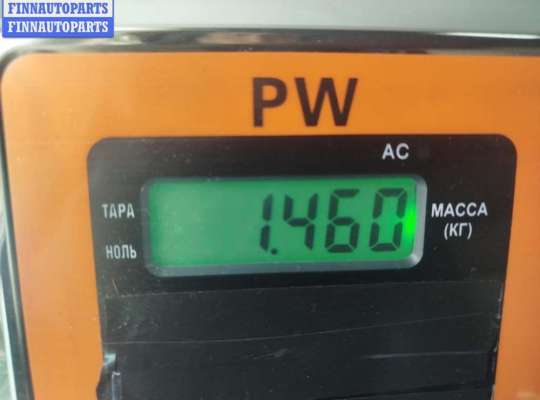 FINNAUTOPARTS
FINNAUTOPARTS
PW
AC
ТАРА
1.460
МАССА
(КГ)
НОЛЬ